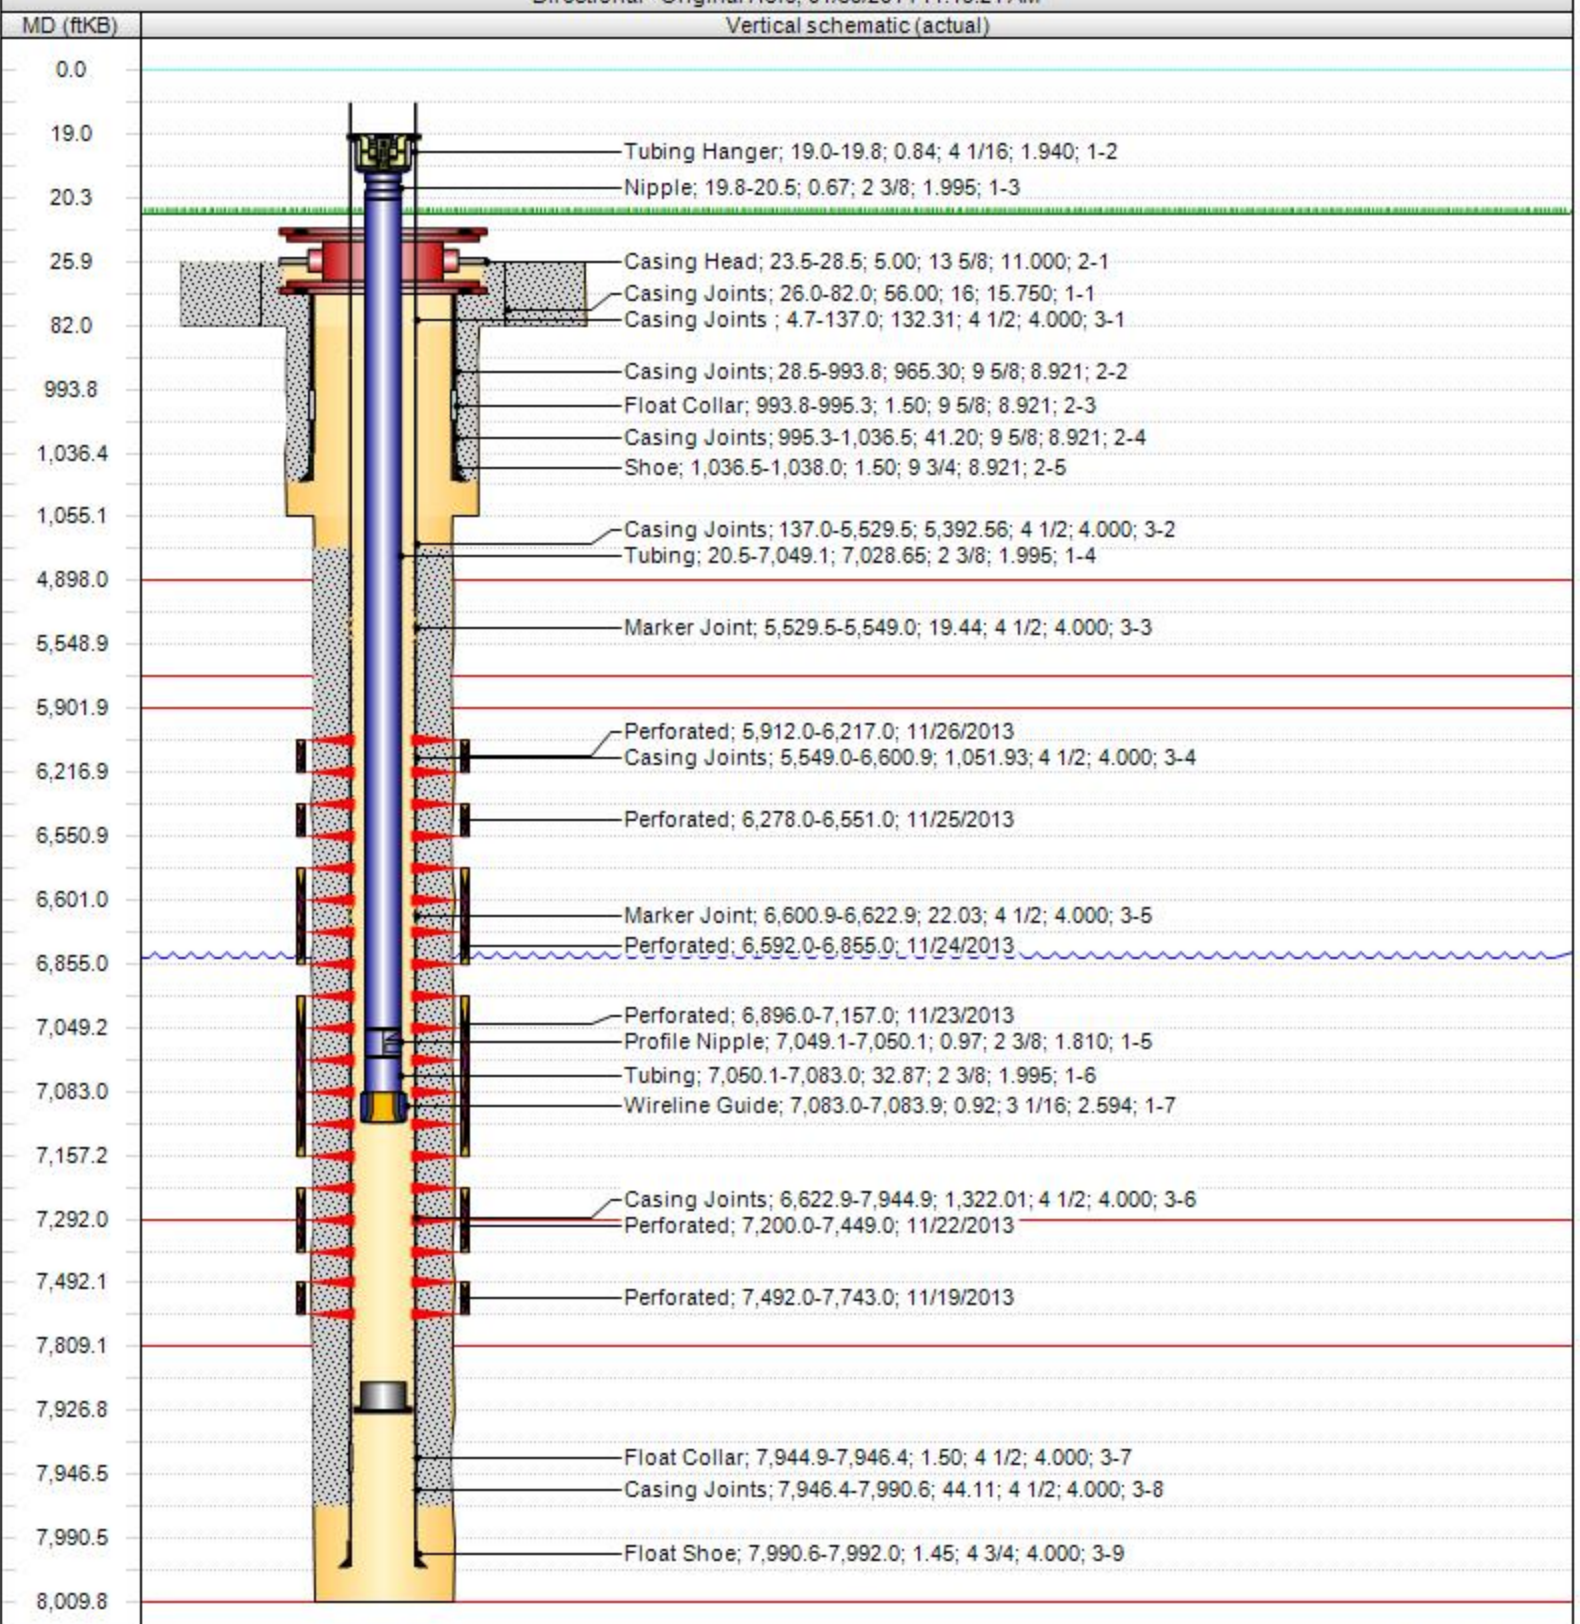 MD (ftKB)
Vertical schematic (actual)
0.0
19.0
Tubing Hanger; 19.0-19.8; 0.84; 4 1/16; 1.940; 1-2
Nipple; 19.8-20.5; 0.67; 2 3/8; 1.995; 1-3
20.3
25.9
Casing Head; 23.5-28.5; 5.00; 13 5/8; 11.000; 2-1
Casing Joints; 26.0-82.0; 56.00; 16; 15.750; 1-1
82.0
Casing Joints ; 4.7-137.0; 132.31; 4 1/2; 4.000; 3-1
Casing Joints; 28.5-993.8; 965.30; 9 5/8; 8.921; 2-2
993.8
Float Collar; 993.8-995.3; 1.50; 9 5/8; 8.921; 2-3
Casing Joints; 995.3-1,036.5; 41.20; 9 5/8; 8.921; 2-4
1,036.4
Shoe; 1,036.5-1,038.0; 1.50; 9 3/4; 8.921; 2-5
1,055.1
Casing Joints; 137.0-5,529.5; 5,392.56; 4 1/2; 4.000; 3-2
Tubing; 20.5-7,049.1; 7,028.65; 2 3/8; 1.995; 1-4
4,898.0
Marker Joint; 5,529.5-5,549.0; 19.44; 4 1/2; 4.000; 3-3
5,548.9
5,901.9
Perforated; 5,912.0-6,217.0; 11/26/2013
Casing Joints; 5,549.0-6,600.9; 1,051.93; 4 1/2; 4.000; 3-4
6,216.9
Perforated; 6,278.0-6,551.0; 11/25/2013
6,550.9
6,601.0
Marker Joint; 6,600.9-6,622.9; 22.03; 4 1/2; 4.000; 3-5
Perforated; 6,592.0-6,855.0; 11/24/2013
6,855.0
Perforated; 6,896.0-7,157.0; 11/23/2013
7,049.2
Profile Nipple; 7,049.1-7,050.1; 0.97; 2 3/8; 1.810; 1-5
Tubing; 7,050.1-7,083.0; 32.87; 2 3/8; 1.995; 1-6
7,083.0
Wireline Guide; 7,083.0-7,083.9; 0.92; 3 1/16; 2.594; 1-7
7,157.2
Casing Joints; 6,622.9-7,944.9; 1,322.01; 4 1/2; 4.000; 3-6
7,292.0
Perforated; 7,200.0-7,449.0; 11/22/2013
7,492.1
Perforated; 7,492.0-7,743.0; 11/19/2013
7,809.1
7,926.8
Float Collar; 7,944.9-7,946.4; 1.50; 4 1/2; 4.000; 3-7
7,946.5
Casing Joints; 7,946.4-7,990.6; 44.11; 4 1/2; 4.000; 3-8
7,990.5
Float Shoe; 7,990.6-7,992.0; 1.45; 4 3/4; 4.000; 3-9
8,009.8